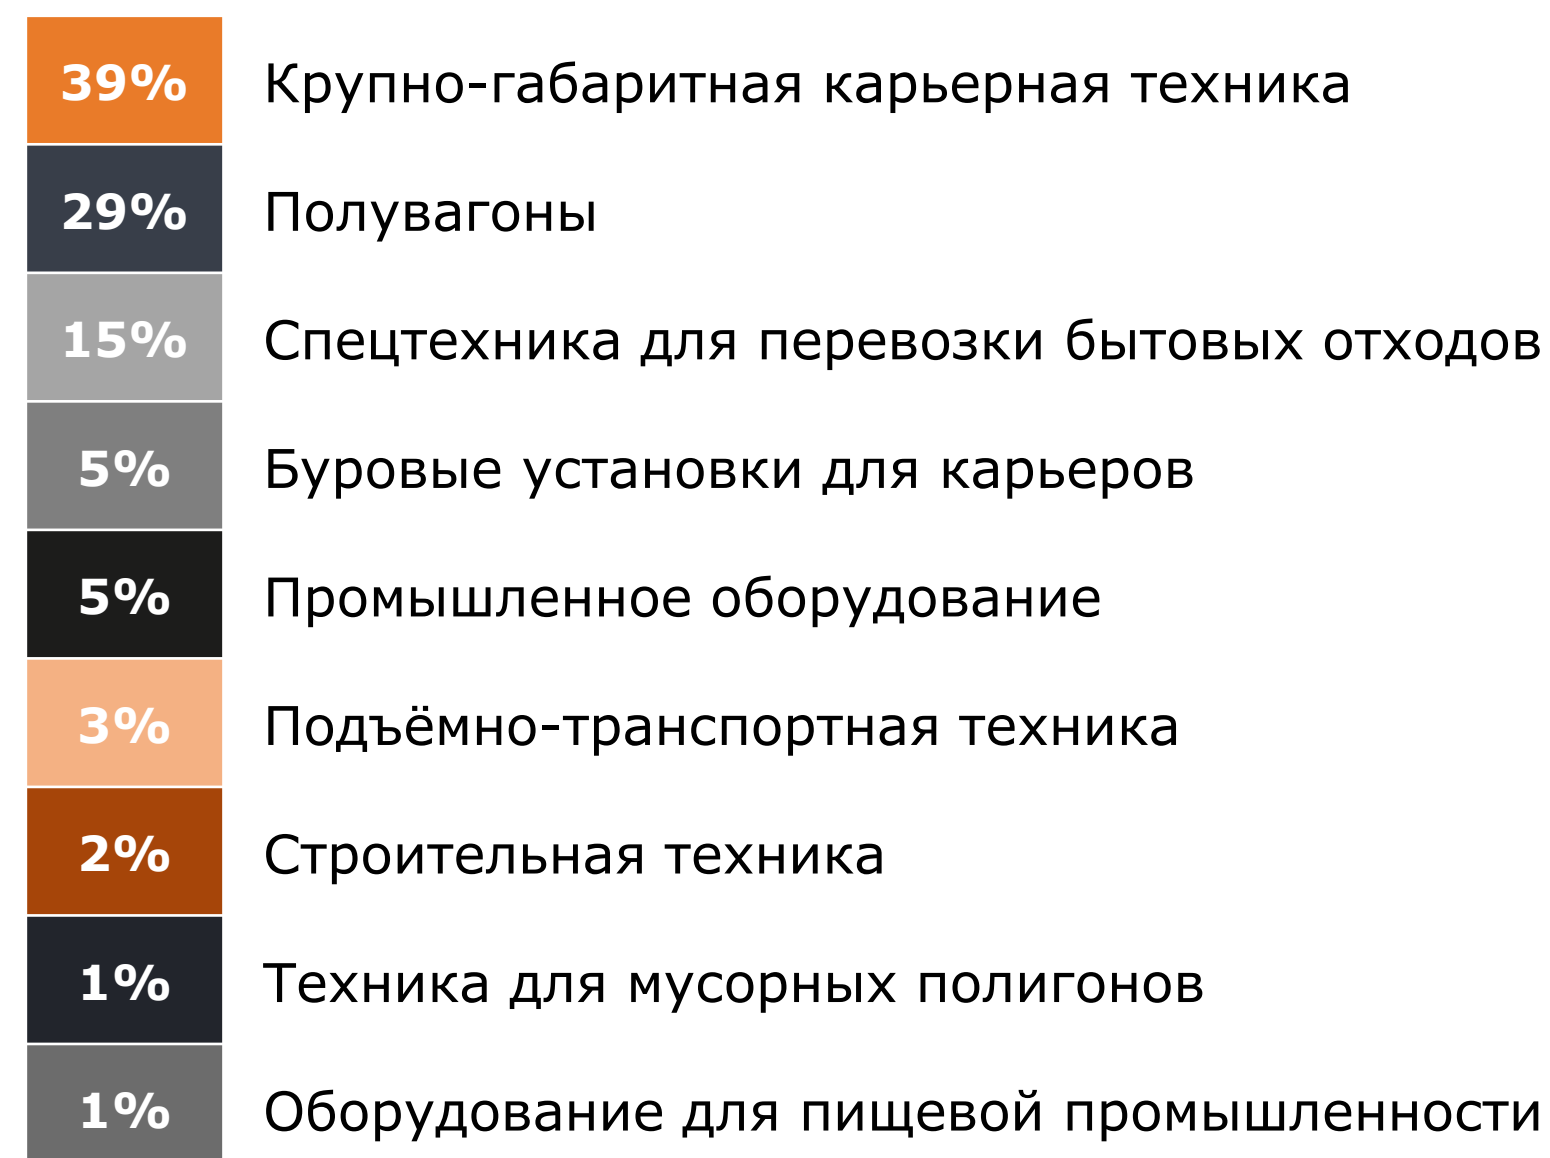 39% Крупно-габаритная карьерная техника
29% Полувагоны
15% Спецтехника для перевозки бытовых отходов
5% Буровые установки для карьеров
5% Промышленное оборудование
3% Подъёмно-транспортная техника
2% Строительная техника
1% Техника для мусорных полигонов
1% Оборудование для пищевой промышленности